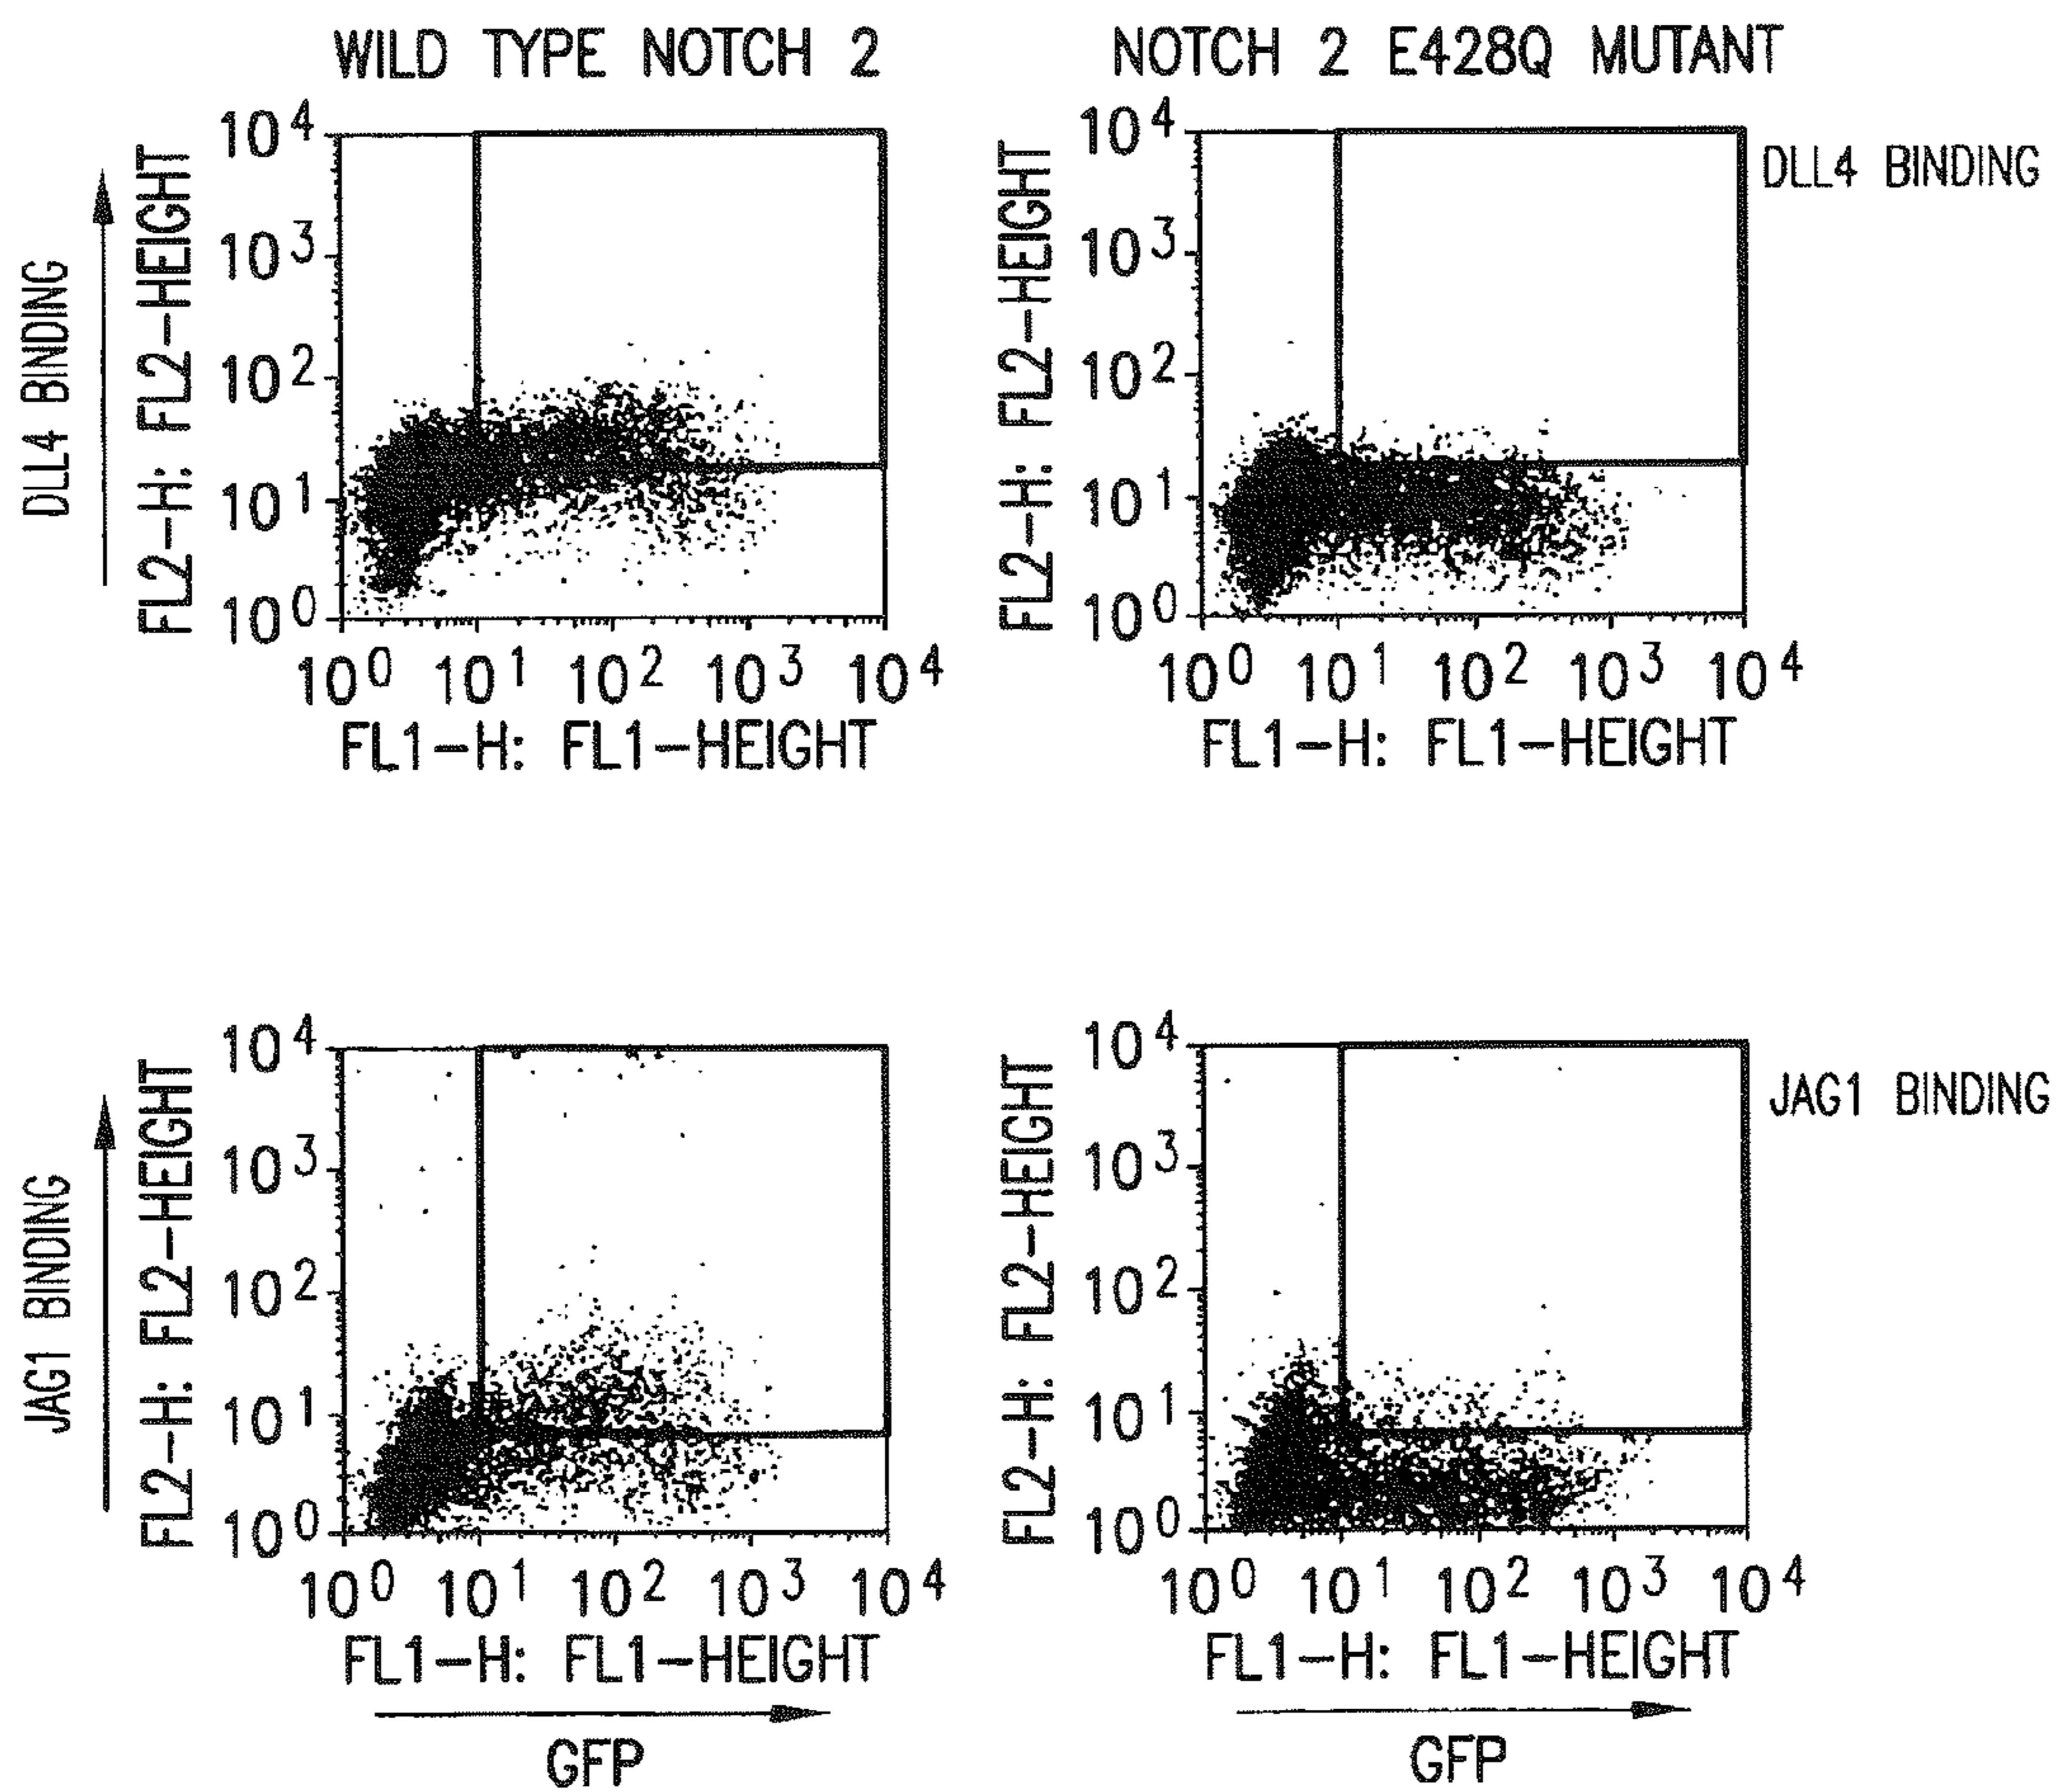 WILD TYPE NOTCH 2
NOTCH 2 E428Q MUTANT
DLL4 BINDING
FL2-H: FL2-HEIGHT
10^4
10^3
10^2
10^1
10^0
10^0 10^1 10^2 10^3 10^4
FL1-H: FL1-HEIGHT
FL2-H: FL2-HEIGHT
10^4
10^3
10^2
10^1
10^0
10^0 10^1 10^2 10^3 10^4
FL1-H: FL1-HEIGHT
DLL4 BINDING
JAG1 BINDING
FL2-H: FL2-HEIGHT
10^4
10^3
10^2
10^1
10^0
10^0 10^1 10^2 10^3 10^4
FL1-H: FL1-HEIGHT
GFP
FL2-H: FL2-HEIGHT
10^4
10^3
10^2
10^1
10^0
10^0 10^1 10^2 10^3 10^4
FL1-H: FL1-HEIGHT
GFP
JAG1 BINDING